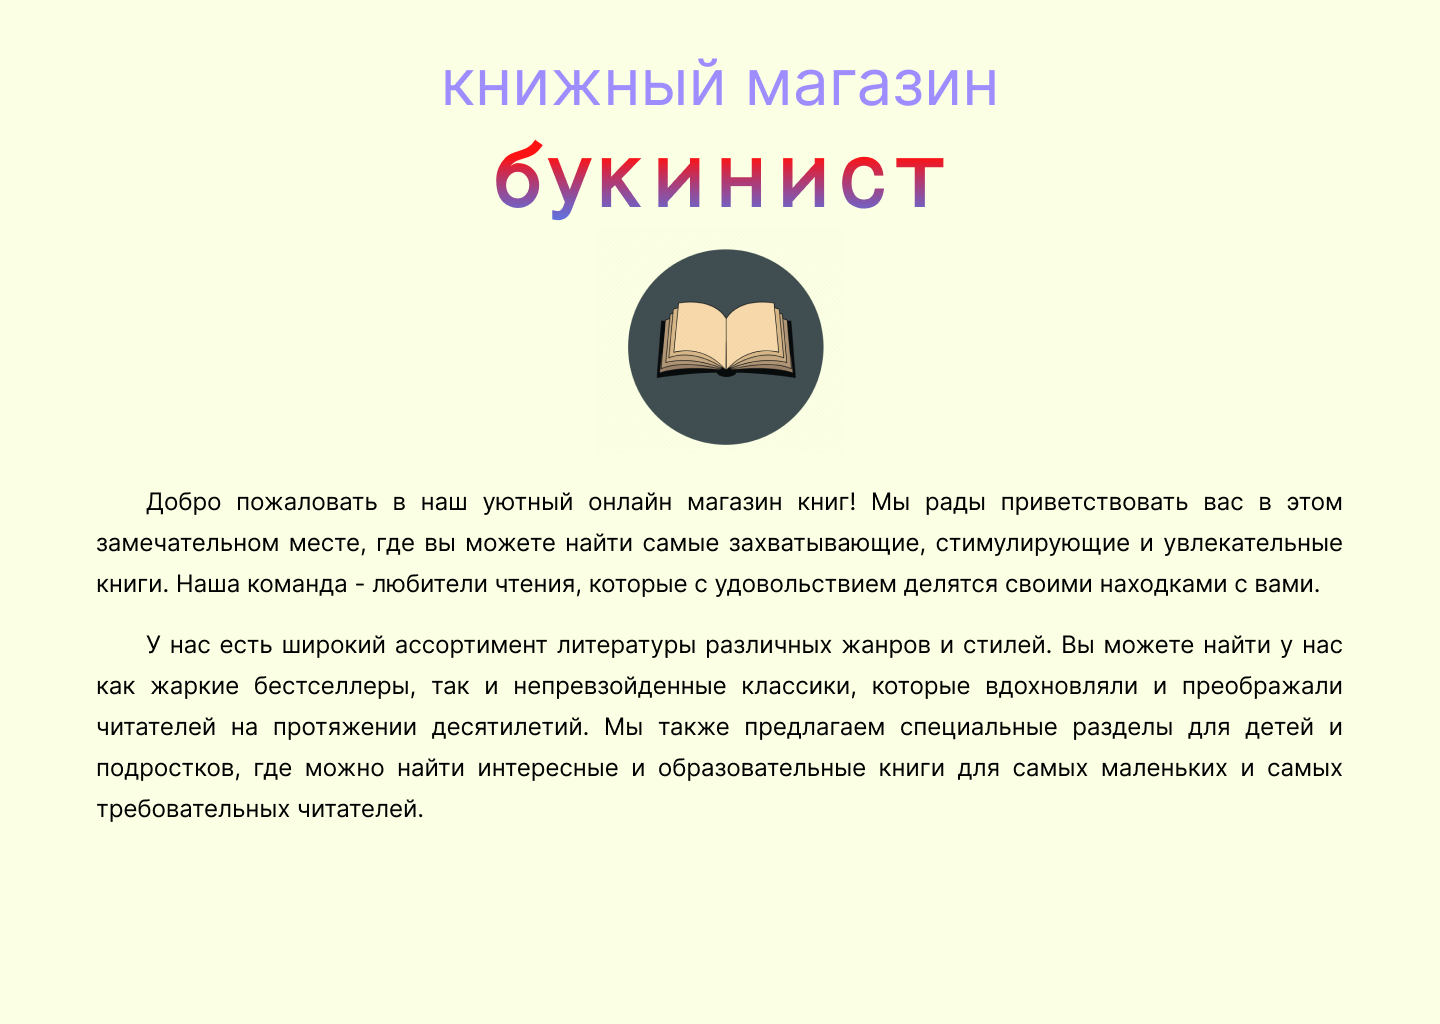 книжный магазин
букинист
Добро пожаловать в наш уютный онлайн магазин книг! Мы рады приветствовать вас в этом
замечательном месте, где вы можете найти самые захватывающие, стимулирующие и увлекательные
книги. Наша команда - любители чтения, которые с удовольствием делятся своими находками с вами.
У нас есть широкий ассортимент литературы различных жанров и стилей. Вы можете найти у нас
как жаркие бестселлеры, так и непревзойденные классики, которые вдохновляли и преображали
читателей на протяжении десятилетий. Мы также предлагаем специальные разделы для детей и
подростков, где можно найти интересные и образовательные книги для самых маленьких и самых
требовательных читателей.